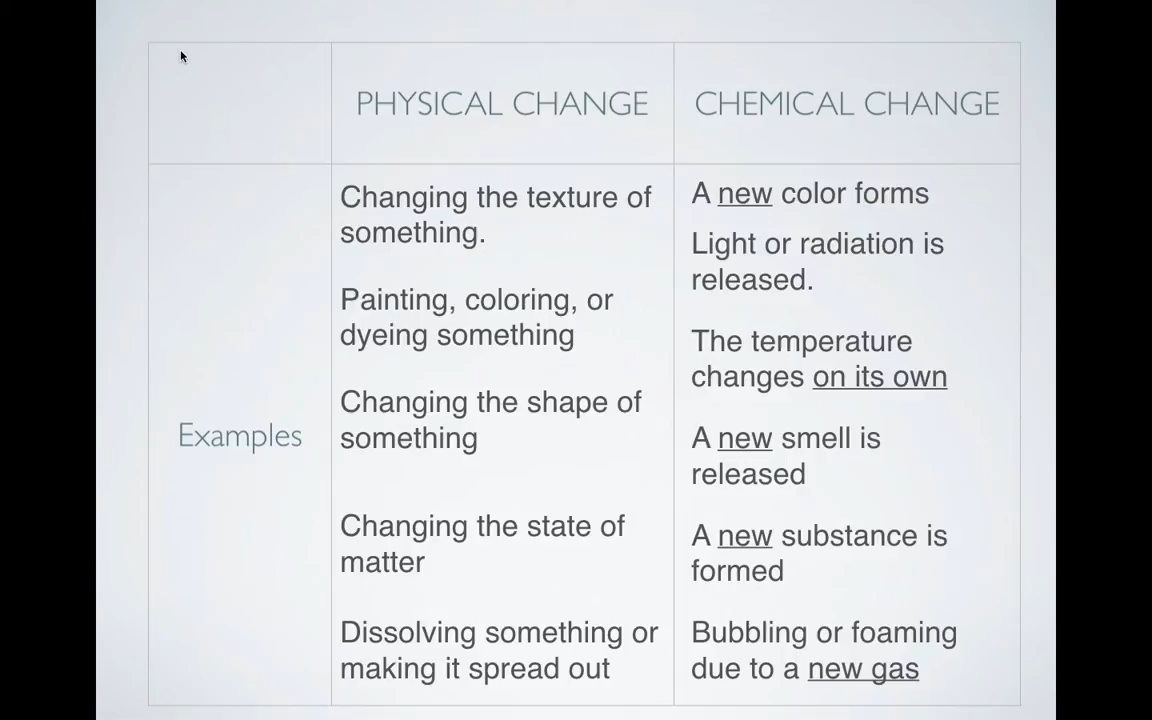 PHYSICAL CHANGE
CHEMICAL CHANGE
Examples
Changing the texture of
something.
Painting, coloring, or
dyeing something
Changing the shape of
something
Changing the state of
matter
Dissolving something or
making it spread out
A new color forms
Light or radiation is
released.
The temperature
changes on its own
A new smell is
released
A new substance is
formed
Bubbling or foaming
due to a new gas